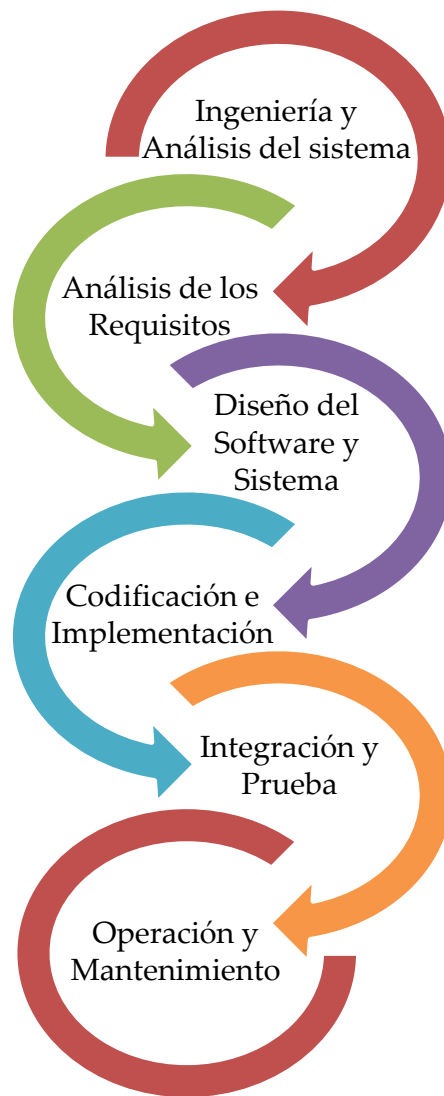 Ingeniería y
Análisis del sistema
Análisis de los
Requisitos
Diseño del
Software y
Sistema
Codificación e
Implementación
Integración y
Prueba
Operación y
Mantenimiento